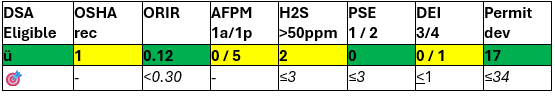 DSA Eligible OSHA rec ORIR AFPM 1a/1p H2S >50ppm PSE 1 / 2 DEI 3/4 Permit dev
ü 1 0.12 0 / 5 2 0 0 / 1 17
- <0.30 - ≤3 ≤3 ≤1 ≤34